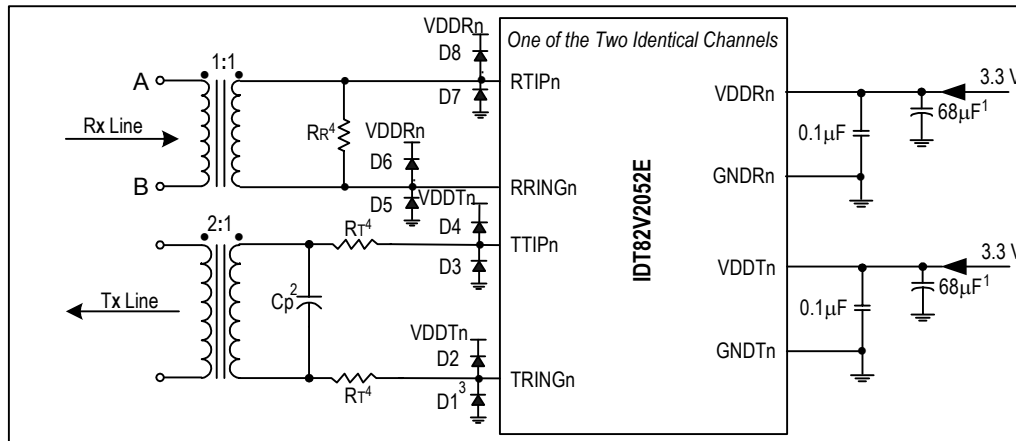 One of the Two Identical Channels
VDDRn
D8
D7
RTIPn
1:1
A
Rx Line
B
RR4
VDDRn
D6
D5
RRINGn
VDDTn
D4
D3
TTIPn
2:1
RT4
Tx Line
Cp2
VDDTn
D2
D13
TRINGn
RT4
IDT82V2052E
VDDRn
GNDRn
0.1µF
68µF1
3.3 V
VDDTn
GNDTn
0.1µF
68µF1
3.3 V